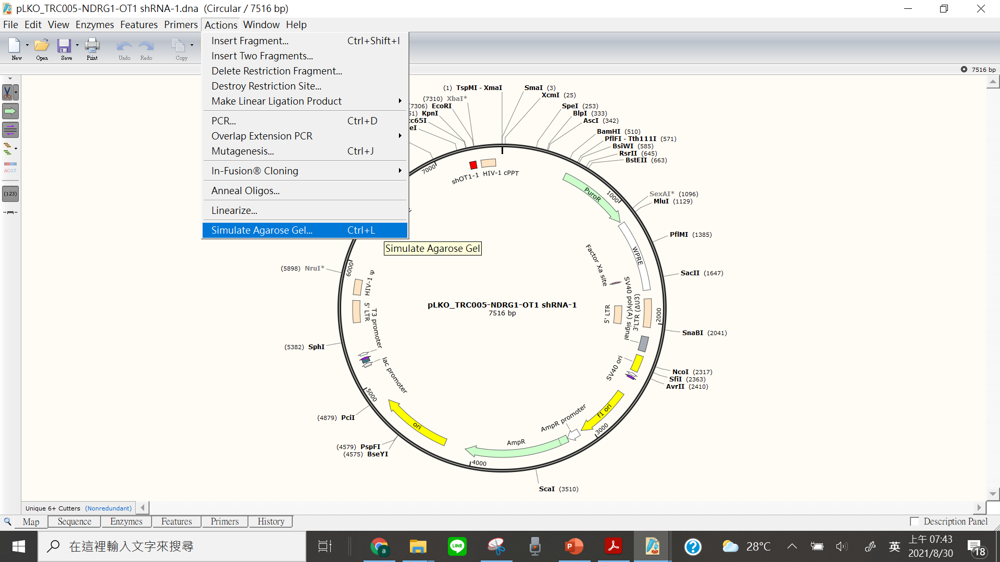 pLKO_TRC005-NDRG1-OT1 shRNA-1.dna  (Circular / 7516 bp)
File Edit View Enzymes Features Primers Actions Window Help
New Open Save Print Undo Redo Copy
Insert Fragment... Ctrl+Shift+I
Insert Two Fragments...
Delete Restriction Fragment...
Destroy Restriction Site...
Make Linear Ligation Product
PCR... Ctrl+D
Overlap Extension PCR
Mutagenesis... Ctrl+J
In-Fusion® Cloning
Anneal Oligos...
Linearize...
Simulate Agarose Gel... Ctrl+L
Simulate Agarose Gel
7516 bp
ACGT
(123)
(1) TspMI - XmaI
SmaI (3)
XcmI (25)
(7310) XbaI*
(7306) EcoRI
51) KpnI
cc65I
eI
SpeI (253)
BlpI (333)
AscI (342)
BamHI (510)
PflFI - Tth111I (571)
BsiWI (585)
RsrII (645)
BstEII (663)
SexAI* (1096)
MluI (1129)
PflMI (1385)
SacII (1647)
SnaBI (2041)
NcoI (2317)
SfiI (2363)
AvrII (2410)
ScaI (3510)
(4575) BseYI
(4579) PspFI
(4879) PciI
(5382) SphI
(5898) NruI*
7000
1000
2000
3000
4000
5000
6000
shOT1-1
HIV-1 cPPT
PuroR
WPRE
Factor Xa site
5' LTR
SV40 poly(A) signal
3'LTR (ΔU3)
SV40 ori
f1 ori
AmpR promoter
AmpR
ori
lac promoter
T3 promoter
5' LTR
HIV-1 ψ
pLKO_TRC005-NDRG1-OT1 shRNA-1
7516 bp
Unique 6+ Cutters (Nonredundant)
Map Sequence Enzymes Features Primers History
Description Panel
在這裡輸入文字來搜尋
LINE
28°C
英
上午 07:43
2021/8/30
18